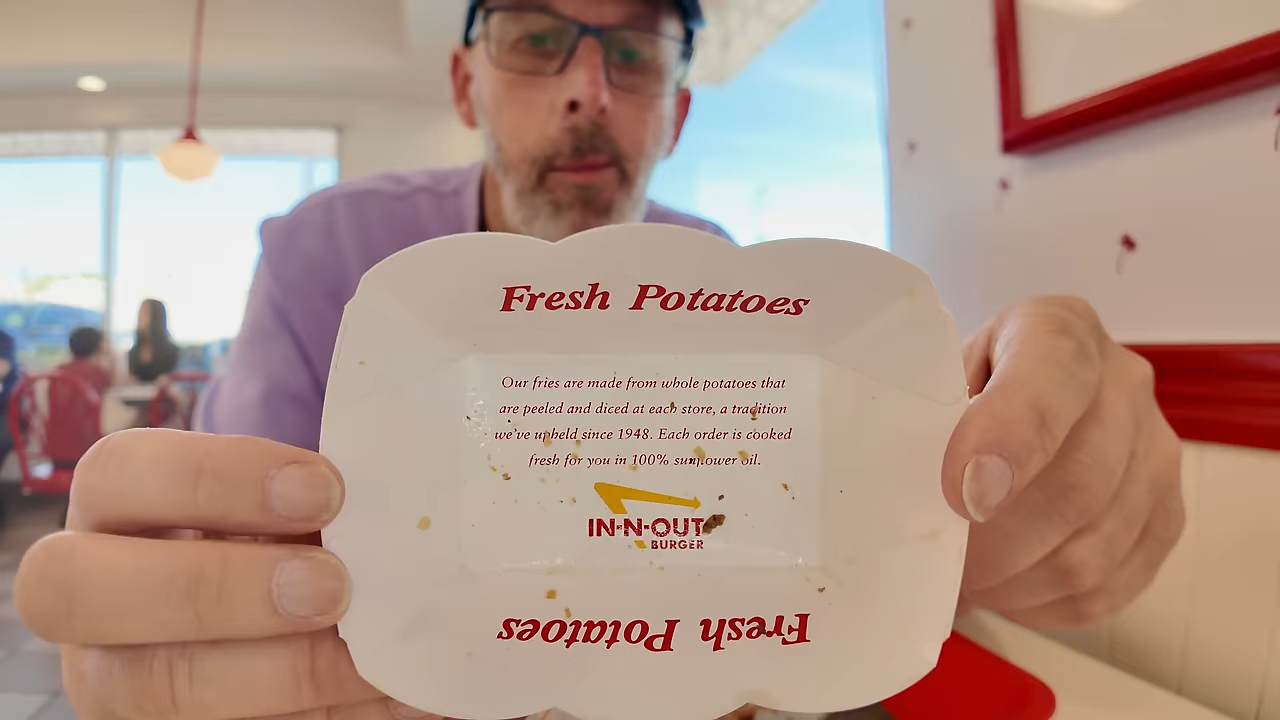 Fresh Potatoes
Our fries are made from whole potatoes that
are peeled and diced at each store, a tradition
we've upheld since 1948. Each order is cooked
fresh for you in 100% sunflower oil.
IN-N-OUT
BURGER
Fresh Potatoes